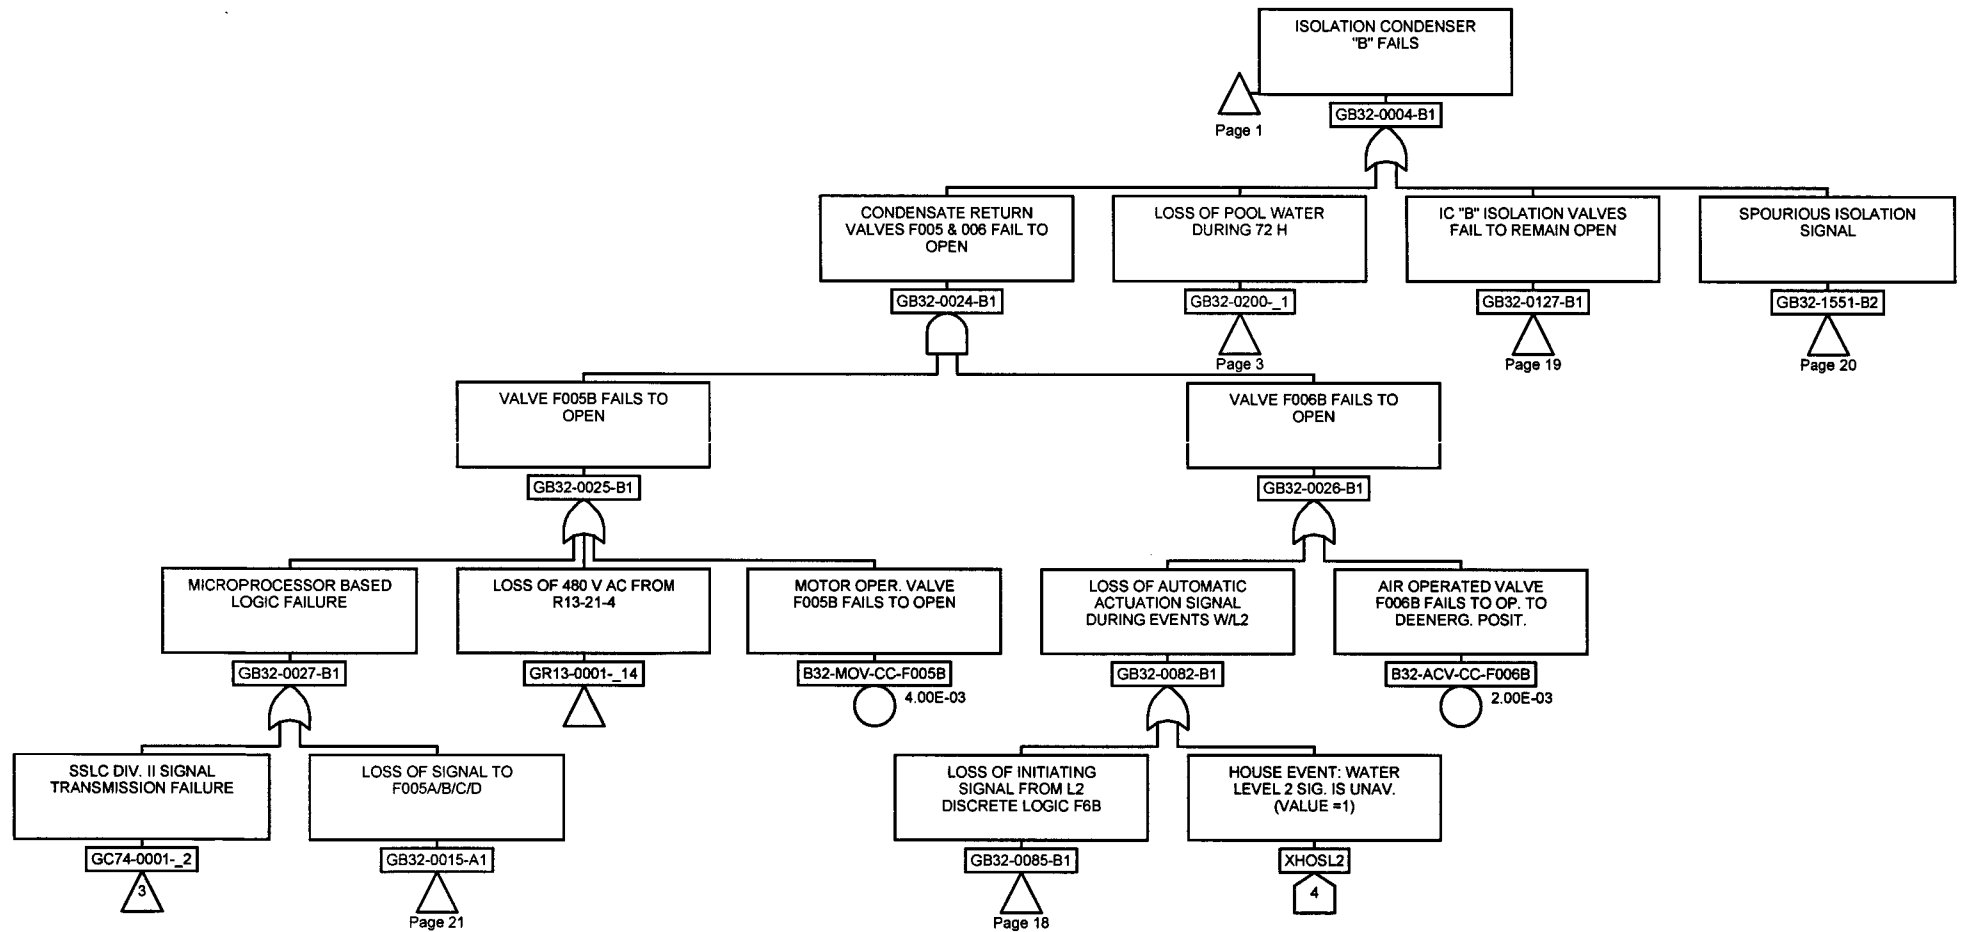 ISOLATION CONDENSER
"B" FAILS
Page 1
GB32-0004-B1
CONDENSATE RETURN
VALVES F005 & 006 FAIL TO
OPEN
GB32-0024-B1
LOSS OF POOL WATER
DURING 72 H
GB32-0200-_1
Page 3
IC "B" ISOLATION VALVES
FAIL TO REMAIN OPEN
GB32-0127-B1
Page 19
SPOURIOUS ISOLATION
SIGNAL
GB32-1551-B2
Page 20
VALVE F005B FAILS TO
OPEN
GB32-0025-B1
VALVE F006B FAILS TO
OPEN
GB32-0026-B1
MICROPROCESSOR BASED
LOGIC FAILURE
GB32-0027-B1
LOSS OF 480 V AC FROM
R13-21-4
GR13-0001-_14
MOTOR OPER. VALVE
F005B FAILS TO OPEN
B32-MOV-CC-F005B
4.00E-03
LOSS OF AUTOMATIC
ACTUATION SIGNAL
DURING EVENTS W/L2
GB32-0082-B1
AIR OPERATED VALVE
F006B FAILS TO OP. TO
DEENERG. POSIT.
B32-ACV-CC-F006B
2.00E-03
SSLC DIV. II SIGNAL
TRANSMISSION FAILURE
GC74-0001-_2
3
LOSS OF SIGNAL TO
F005A/B/C/D
GB32-0015-A1
Page 21
LOSS OF INITIATING
SIGNAL FROM L2
DISCRETE LOGIC F6B
GB32-0085-B1
Page 18
HOUSE EVENT: WATER
LEVEL 2 SIG. IS UNAV.
(VALUE =1)
XHOSL2
4